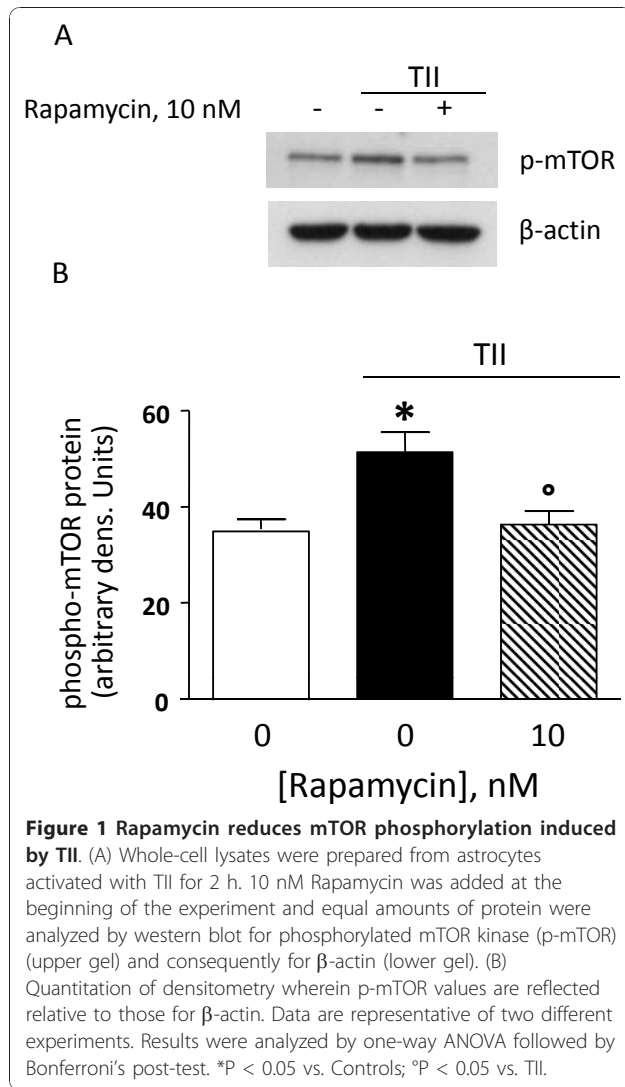 A
TII
Rapamycin, 10 nM - - +
p-mTOR
β-actin
B
TII
phospho-mTOR protein
(arbitrary dens. Units)
60
40
20
0
*
°
0 0 10
[Rapamycin], nM
Figure 1 Rapamycin reduces mTOR phosphorylation induced
by TII. (A) Whole-cell lysates were prepared from astrocytes
activated with TII for 2 h. 10 nM Rapamycin was added at the
beginning of the experiment and equal amounts of protein were
analyzed by western blot for phosphorylated mTOR kinase (p-mTOR)
(upper gel) and consequently for β-actin (lower gel). (B)
Quantitation of densitometry wherein p-mTOR values are reflected
relative to those for β-actin. Data are representative of two different
experiments. Results were analyzed by one-way ANOVA followed by
Bonferroni's post-test. *P < 0.05 vs. Controls; °P < 0.05 vs. TII.